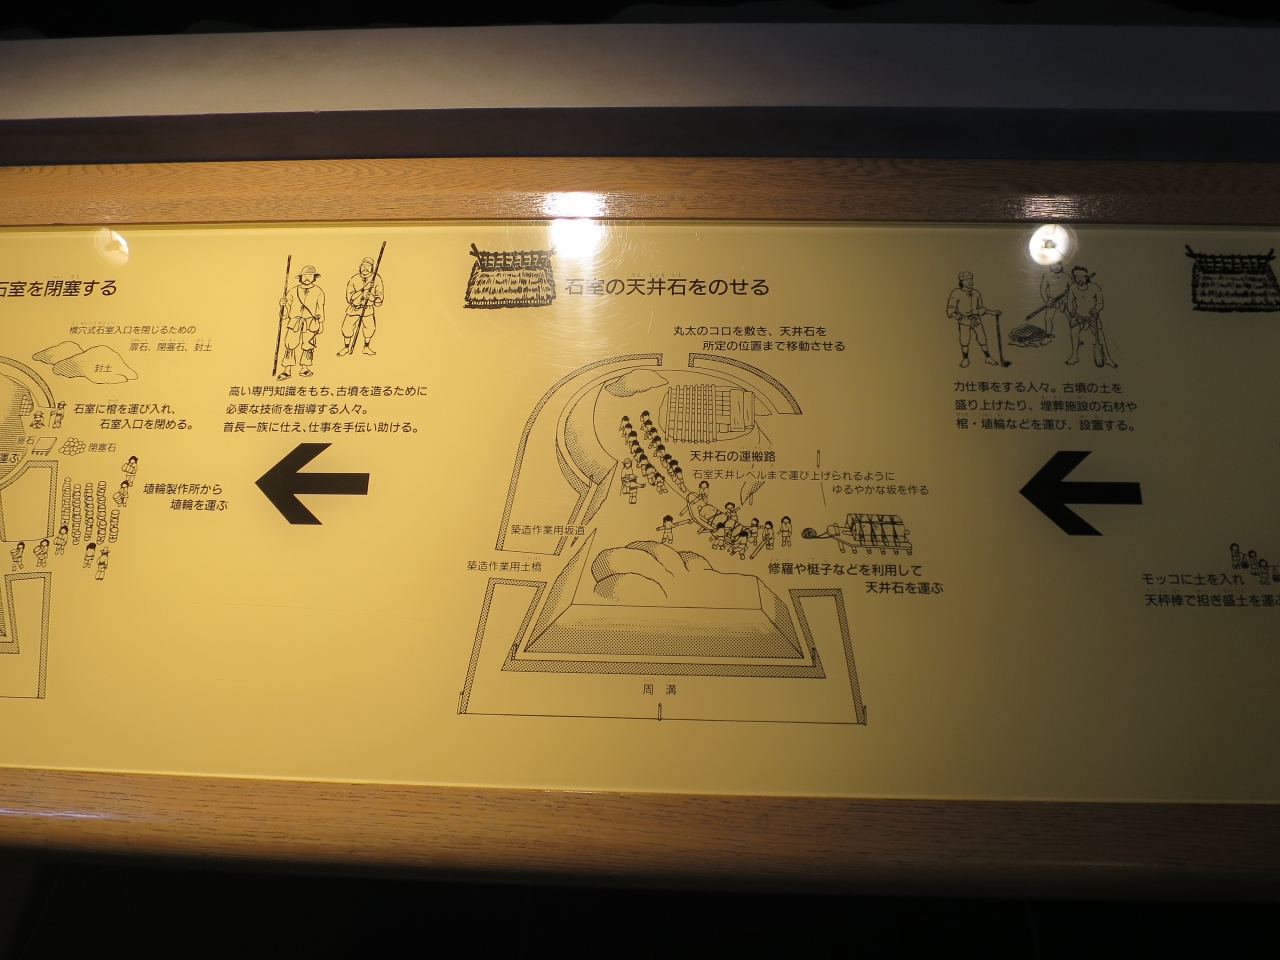 石室を閉塞する
横穴式石室入口を閉じるための
扉石、閉塞石、封土
封土
石室に棺を運び入れ、
石室入口を閉める。
扉石
閉塞石
運ぶ
埴輪製作所から
埴輪を運ぶ
高い専門知識をもち、古墳を造るために
必要な技術を指導する人々。
首長一族に仕え、仕事を手伝い助ける。
石室の天井石をのせる
丸太のコロを敷き、天井石を
所定の位置まで移動させる
天井石の運搬路
石室天井レベルまで運び上げられるように
ゆるやかな坂を作る
築造作業用坂道
築造作業用土橋
修羅や梃子などを利用して
天井石を運ぶ
周溝
力仕事をする人々。古墳の土を
盛り上げたり、埋葬施設の石材や
棺・埴輪などを運び、設置する。
モッコに土を入れ
天秤棒で担ぎ盛土を運ぶ